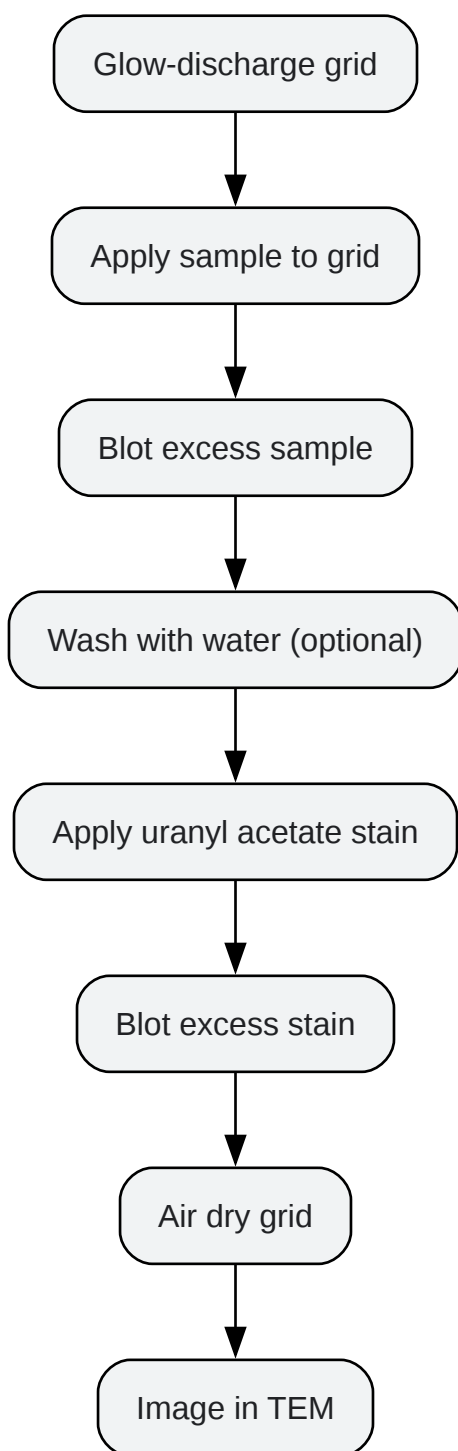 Glow-discharge grid
Apply sample to grid
Blot excess sample
Wash with water (optional)
Apply uranyl acetate stain
Blot excess stain
Air dry grid
Image in TEM